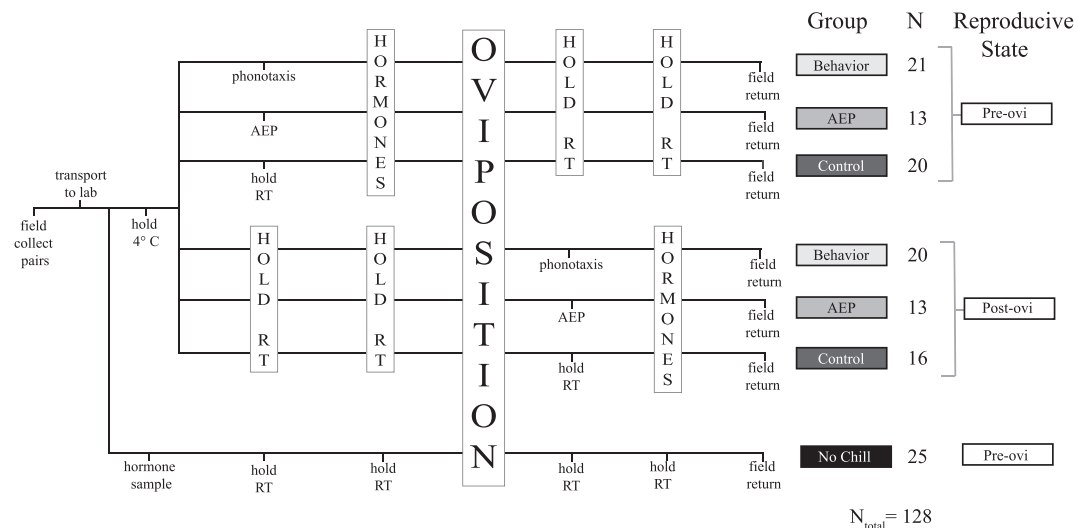 Group N Reproducive
State
HORMONES
OVIPOSITION
HOLD RT
HOLD RT
phonotaxis
field
return
Behavior 21
AEP
field
return
AEP 13
Pre-ovi
hold
RT
field
return
Control 20
transport
to lab
field
collect
pairs
hold
4° C
HOLD RT
HOLD RT
HORMONES
phonotaxis
field
return
Behavior 20
AEP
field
return
AEP 13
Post-ovi
hold
RT
field
return
Control 16
hormone
sample
hold
RT
hold
RT
hold
RT
hold
RT
field
return
No Chill 25 Pre-ovi
Ntotal= 128